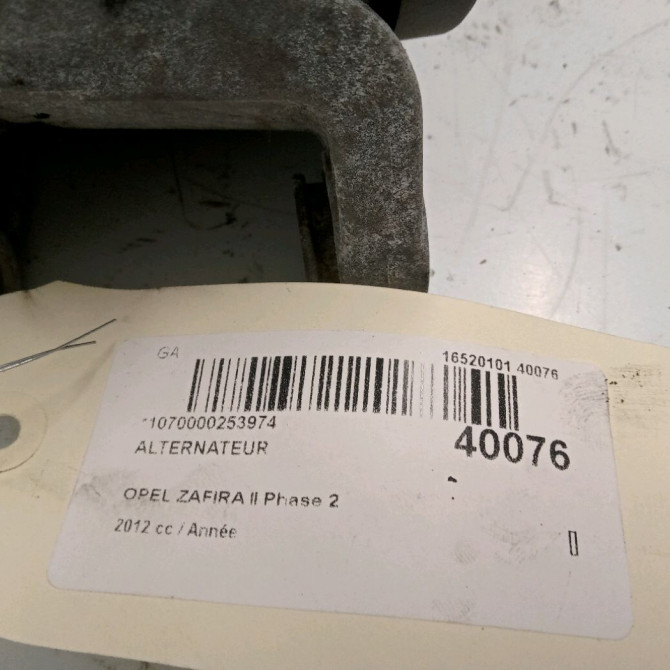 GA
16520101 40076
-1070000253974
40076
ALTERNATEUR
OPEL ZAFIRA II Phase 2
2012 cc / Année